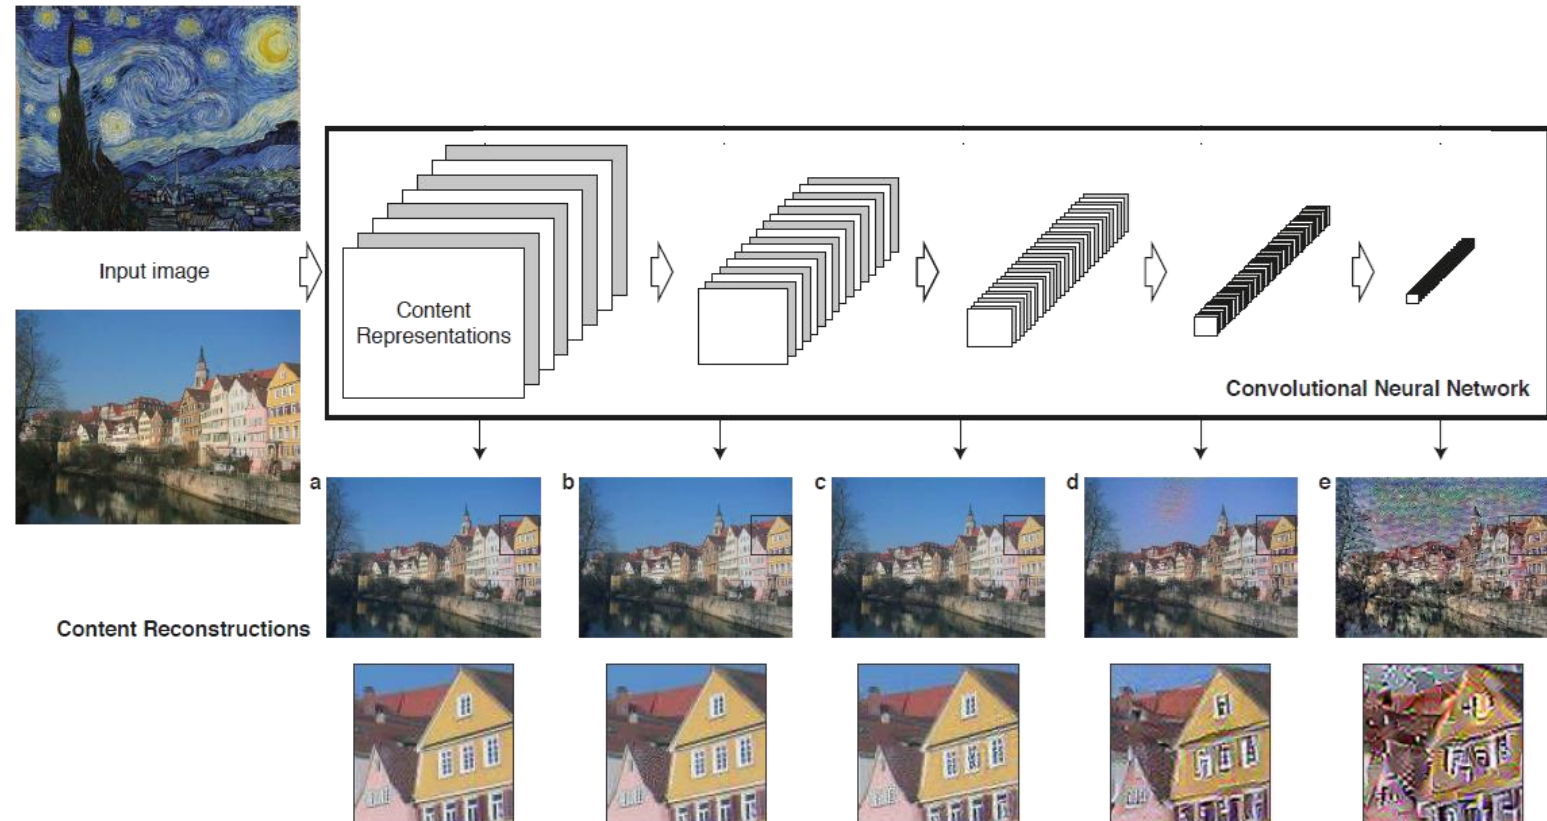 Input image
Content
Representations
Convolutional Neural Network
a
b
c
d
e
Content Reconstructions